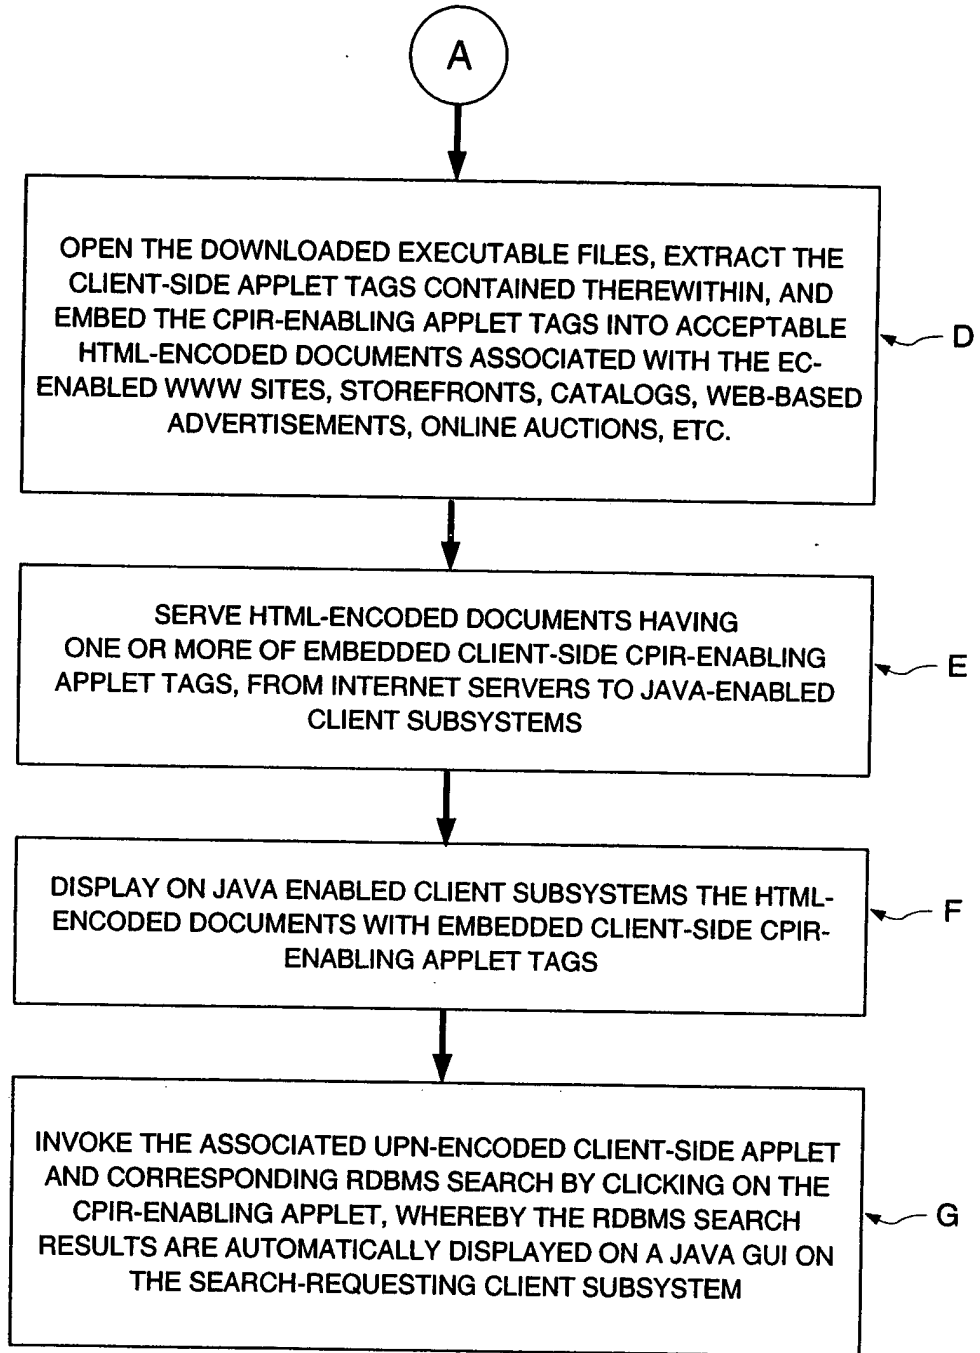 A
OPEN THE DOWNLOADED EXECUTABLE FILES, EXTRACT THE
CLIENT-SIDE APPLET TAGS CONTAINED THEREWITHIN, AND
EMBED THE CPIR-ENABLING APPLET TAGS INTO ACCEPTABLE
HTML-ENCODED DOCUMENTS ASSOCIATED WITH THE EC-
ENABLED WWW SITES, STOREFRONTS, CATALOGS, WEB-BASED
ADVERTISEMENTS, ONLINE AUCTIONS, ETC.
D
SERVE HTML-ENCODED DOCUMENTS HAVING
ONE OR MORE OF EMBEDDED CLIENT-SIDE CPIR-ENABLING
APPLET TAGS, FROM INTERNET SERVERS TO JAVA-ENABLED
CLIENT SUBSYSTEMS
E
DISPLAY ON JAVA ENABLED CLIENT SUBSYSTEMS THE HTML-
ENCODED DOCUMENTS WITH EMBEDDED CLIENT-SIDE CPIR-
ENABLING APPLET TAGS
F
INVOKE THE ASSOCIATED UPN-ENCODED CLIENT-SIDE APPLET
AND CORRESPONDING RDBMS SEARCH BY CLICKING ON THE
CPIR-ENABLING APPLET, WHEREBY THE RDBMS SEARCH
RESULTS ARE AUTOMATICALLY DISPLAYED ON A JAVA GUI ON
THE SEARCH-REQUESTING CLIENT SUBSYSTEM
G